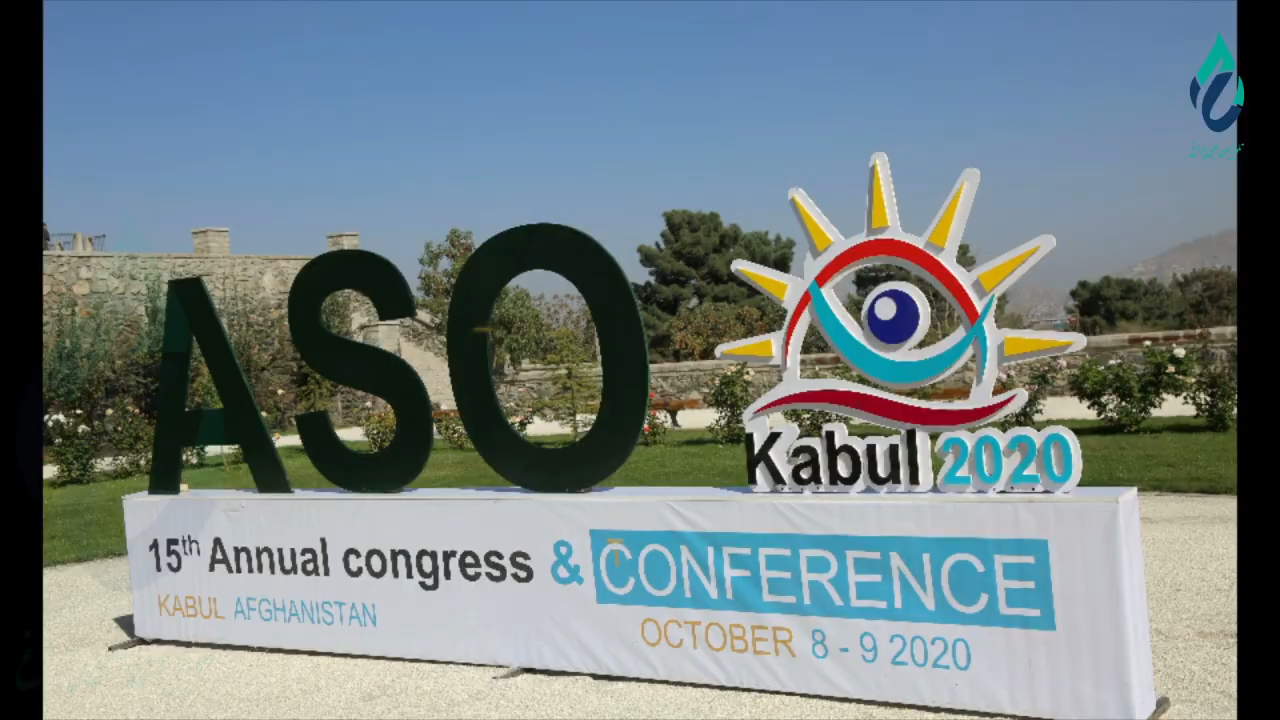 ASO
Kabul 2020
15th Annual congress & CONFERENCE
KABUL AFGHANISTAN
OCTOBER 8 - 9 2020